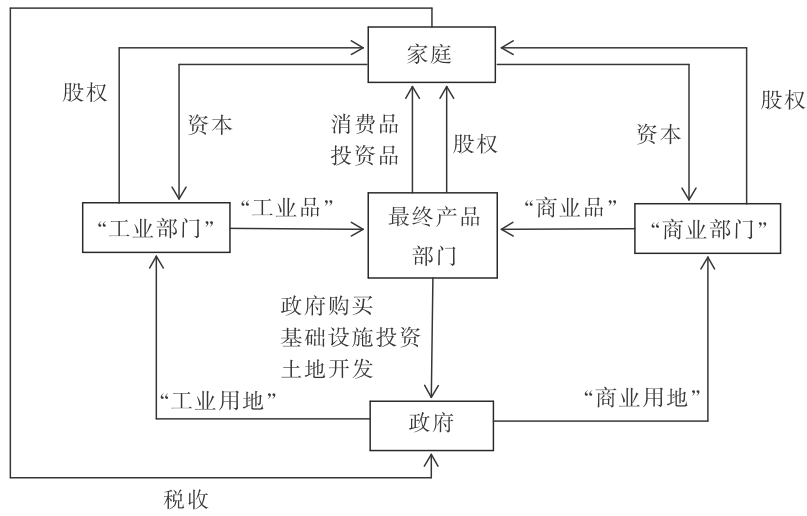 家庭
股权
资本
消费品
投资品
股权
资本
股权
“工业部门”
“工业品”
最终产品
部门
“商业品”
“商业部门”
政府购买
基础设施投资
土地开发
“工业用地”
政府
“商业用地”
税收